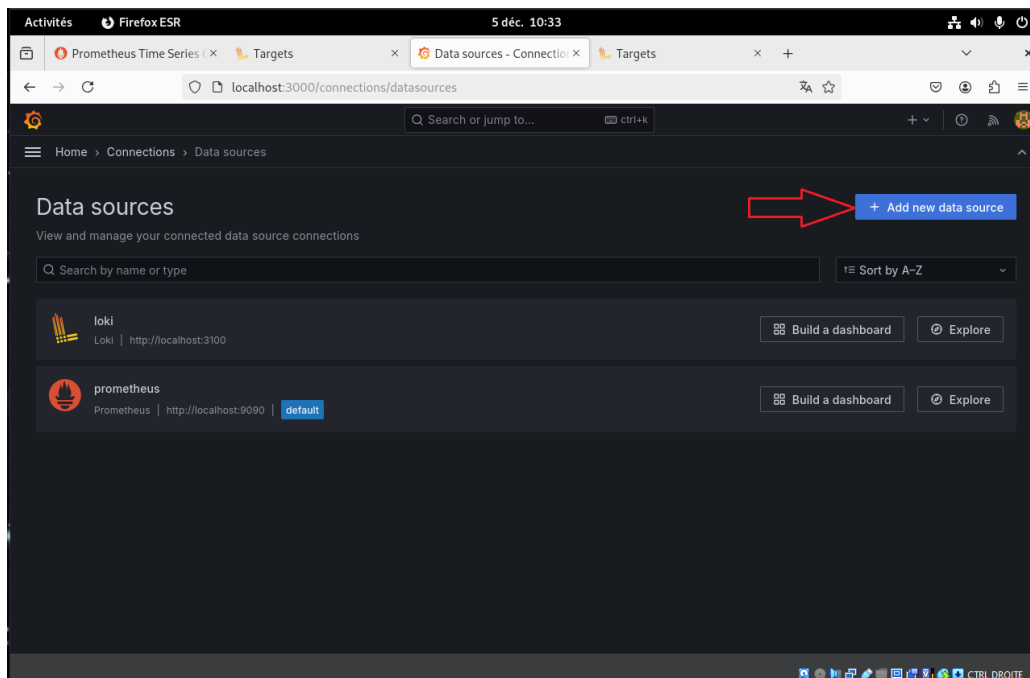 Activités Firefox ESR 5 déc. 10:33
Prometheus Time Series C Targets Data sources - Connection Targets
localhost:3000/connections/datasources
Search or jump to... ctrl+k
Home › Connections › Data sources
Data sources
+ Add new data source
View and manage your connected data source connections
Search by name or type Sort by A–Z
loki
Loki | http://localhost:3100
Build a dashboard Explore
prometheus
Prometheus | http://localhost:9090 | default
Build a dashboard Explore
CTRL DROITE